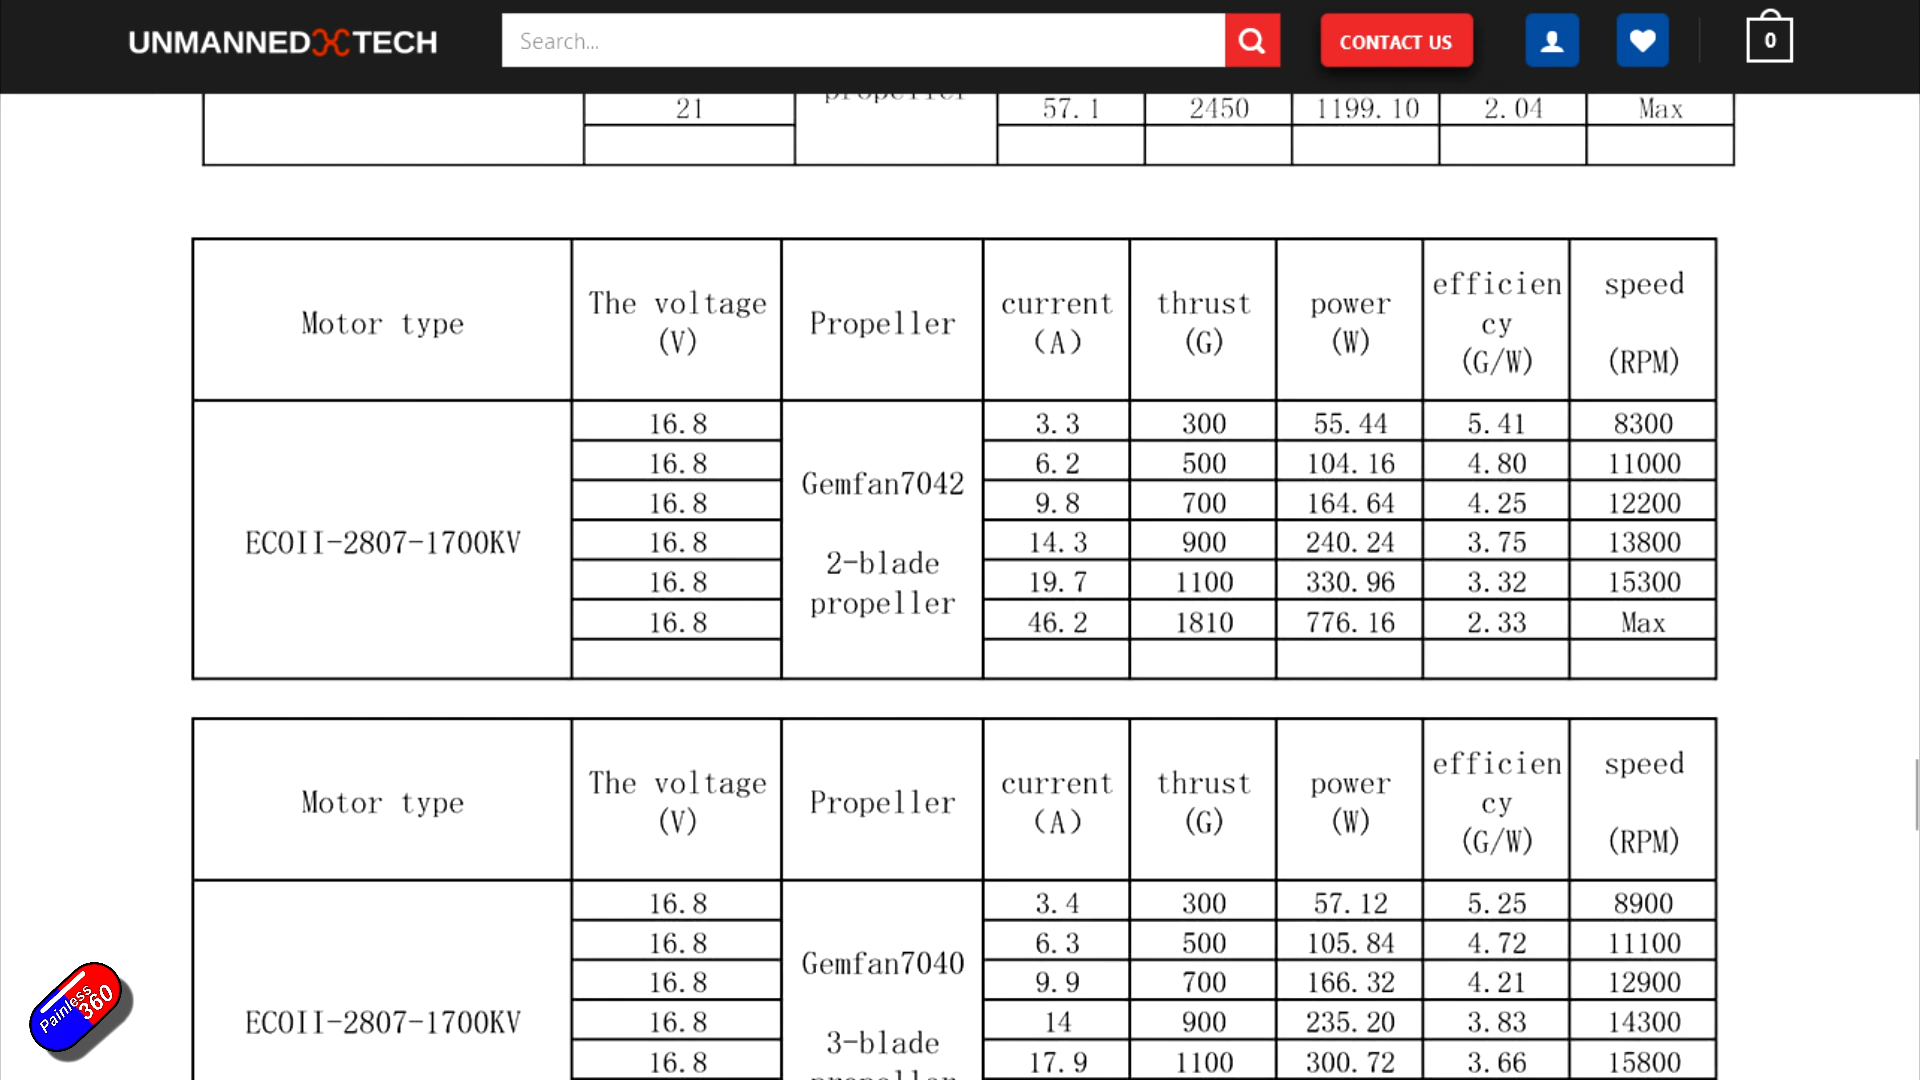 UNMANNED TECH
Search...
CONTACT US
0
propeller
21 57.1 2450 1199.10 2.04 Max
Motor type The voltage (V) Propeller current (A) thrust (G) power (W) efficien cy (G/W) speed (RPM)
16.8 3.3 300 55.44 5.41 8300
16.8 6.2 500 104.16 4.80 11000
Gemfan7042
16.8 9.8 700 164.64 4.25 12200
ECOII-2807-1700KV 16.8 14.3 900 240.24 3.75 13800
2-blade
16.8 19.7 1100 330.96 3.32 15300
propeller
16.8 46.2 1810 776.16 2.33 Max
Motor type The voltage (V) Propeller current (A) thrust (G) power (W) efficien cy (G/W) speed (RPM)
16.8 3.4 300 57.12 5.25 8900
16.8 6.3 500 105.84 4.72 11100
Gemfan7040
16.8 9.9 700 166.32 4.21 12900
ECOII-2807-1700KV 16.8 14 900 235.20 3.83 14300
3-blade
16.8 17.9 1100 300.72 3.66 15800
Painless
360